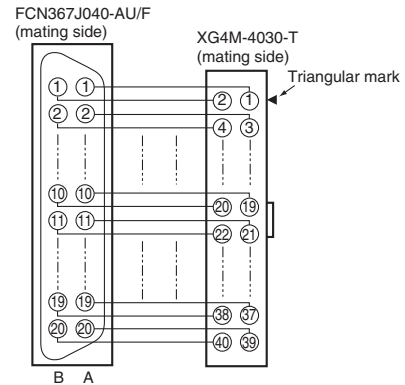 FCN367J040-AU/F
(mating side)
XG4M-4030-T
(mating side)
Triangular mark
1 1
2 1
2 2
4 3
10 10
20 19
11 11
22 21
19 19
38 37
20 20
40 39
B A